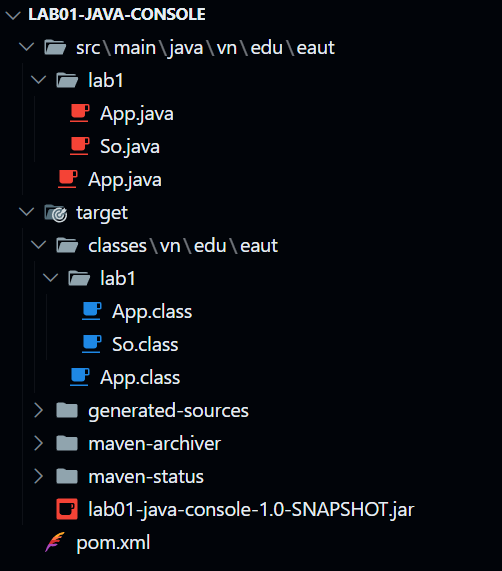 LAB01-JAVA-CONSOLE
src\main\java\vn\edu\eaut
lab1
App.java
So.java
App.java
target
classes\vn\edu\eaut
lab1
App.class
So.class
App.class
generated-sources
maven-archiver
maven-status
lab01-java-console-1.0-SNAPSHOT.jar
pom.xml